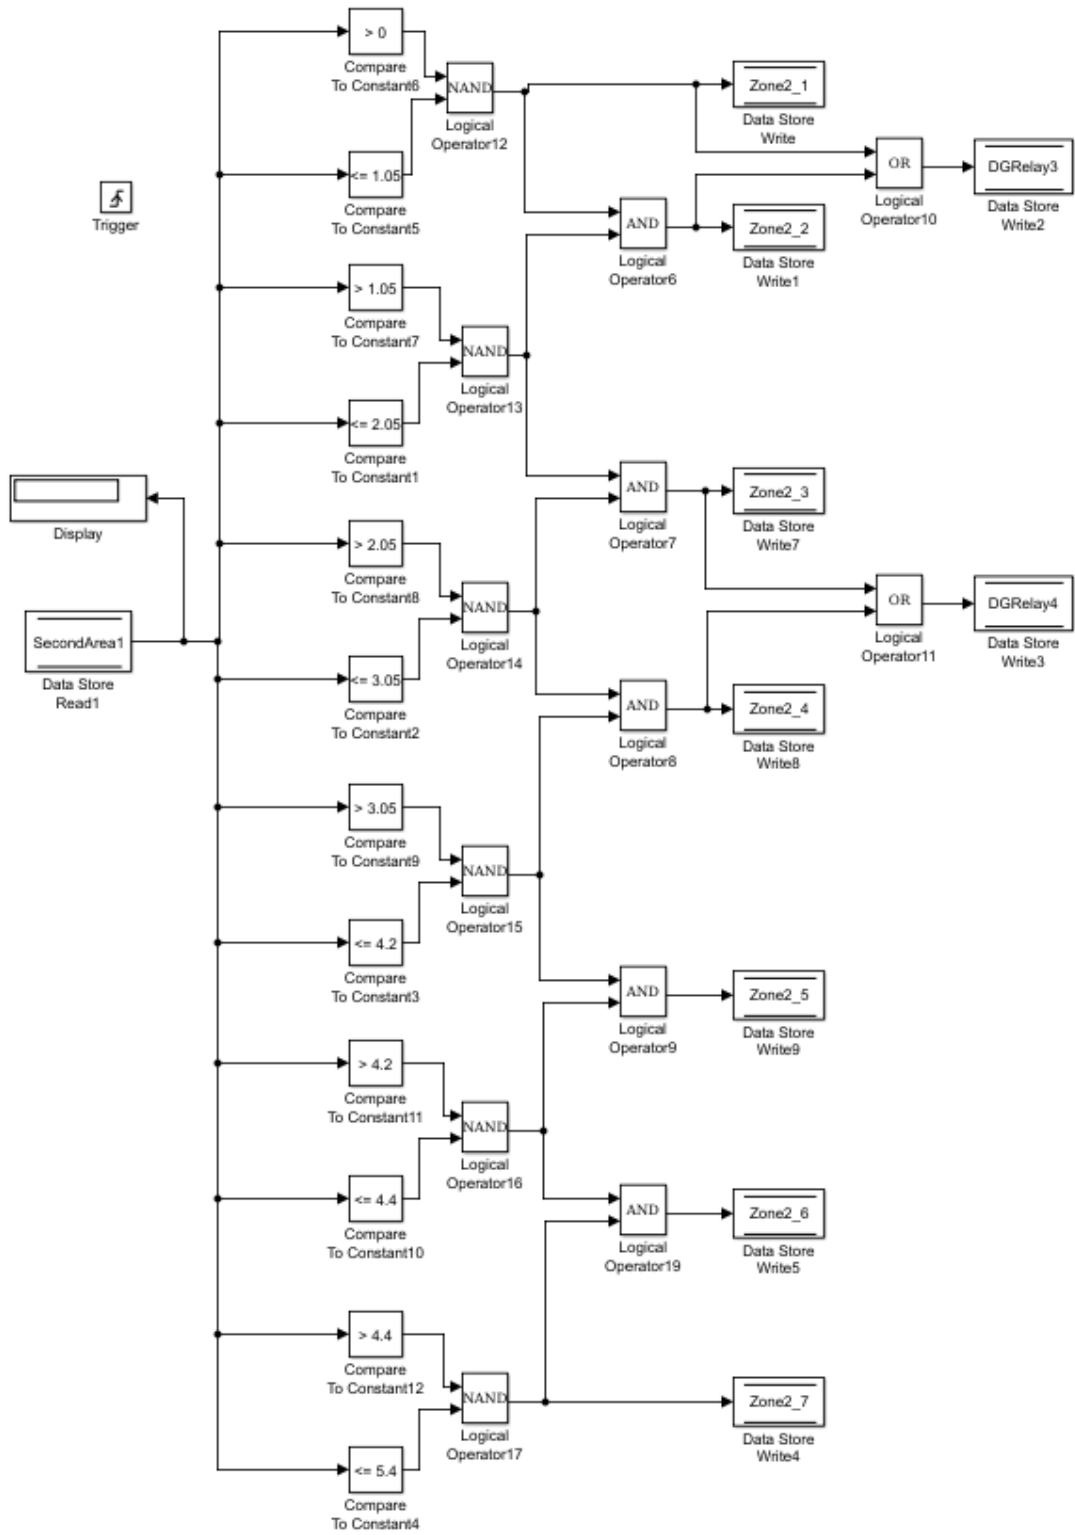 > 0
Compare
To Constant6
NAND
Logical
Operator12
Zone2_1
Data Store
Write
<= 1.05
Compare
To Constant5
OR
Logical
Operator10
DGRelay3
Data Store
Write2
Trigger
AND
Logical
Operator6
Zone2_2
Data Store
Write1
> 1.05
Compare
To Constant7
NAND
Logical
Operator13
<= 2.05
Compare
To Constant1
AND
Logical
Operator7
Zone2_3
Data Store
Write7
Display
> 2.05
Compare
To Constant8
NAND
Logical
Operator14
OR
Logical
Operator11
DGRelay4
Data Store
Write3
SecondArea1
Data Store
Read1
<= 3.05
Compare
To Constant2
AND
Logical
Operator8
Zone2_4
Data Store
Write8
> 3.05
Compare
To Constant9
NAND
Logical
Operator15
<= 4.2
Compare
To Constant3
AND
Logical
Operator9
Zone2_5
Data Store
Write9
> 4.2
Compare
To Constant11
NAND
Logical
Operator16
<= 4.4
Compare
To Constant10
AND
Logical
Operator19
Zone2_6
Data Store
Write5
> 4.4
Compare
To Constant12
NAND
Logical
Operator17
Zone2_7
Data Store
Write4
<= 5.4
Compare
To Constant4